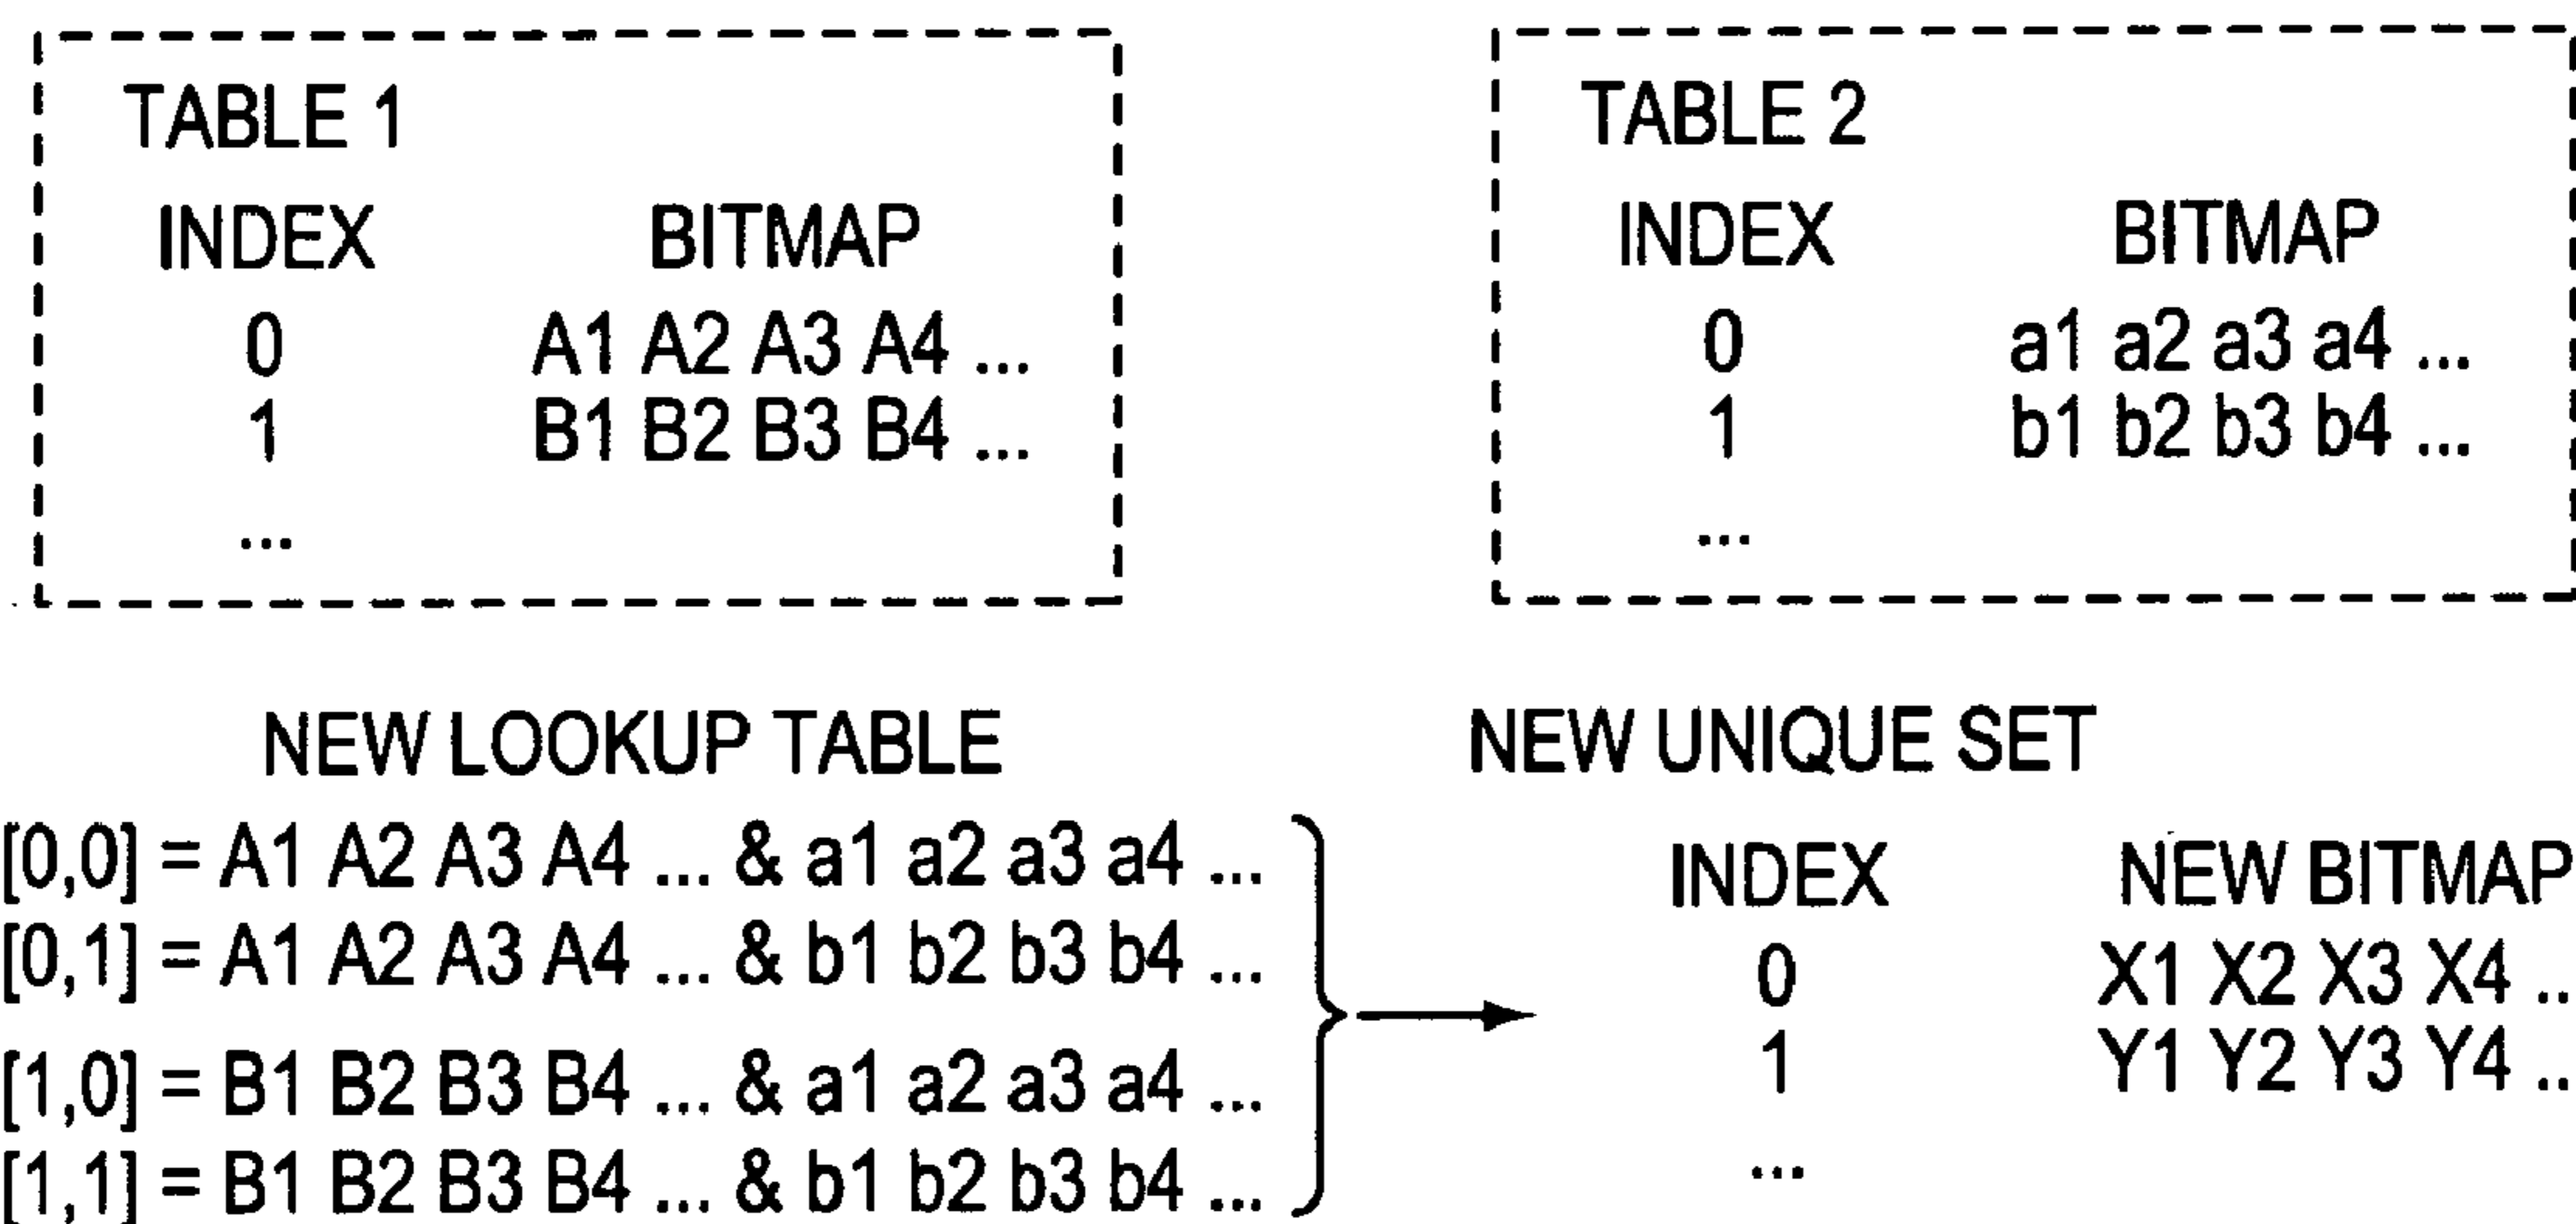 TABLE 1
INDEX BITMAP
0 A1 A2 A3 A4 ...
1 B1 B2 B3 B4 ...
...
TABLE 2
INDEX BITMAP
0 a1 a2 a3 a4 ...
1 b1 b2 b3 b4 ...
...
NEW LOOKUP TABLE
[0,0] = A1 A2 A3 A4 ... & a1 a2 a3 a4 ...
[0,1] = A1 A2 A3 A4 ... & b1 b2 b3 b4 ...
[1,0] = B1 B2 B3 B4 ... & a1 a2 a3 a4 ...
[1,1] = B1 B2 B3 B4 ... & b1 b2 b3 b4 ...
NEW UNIQUE SET
INDEX NEW BITMAP
0 X1 X2 X3 X4 ..
1 Y1 Y2 Y3 Y4 ..
...